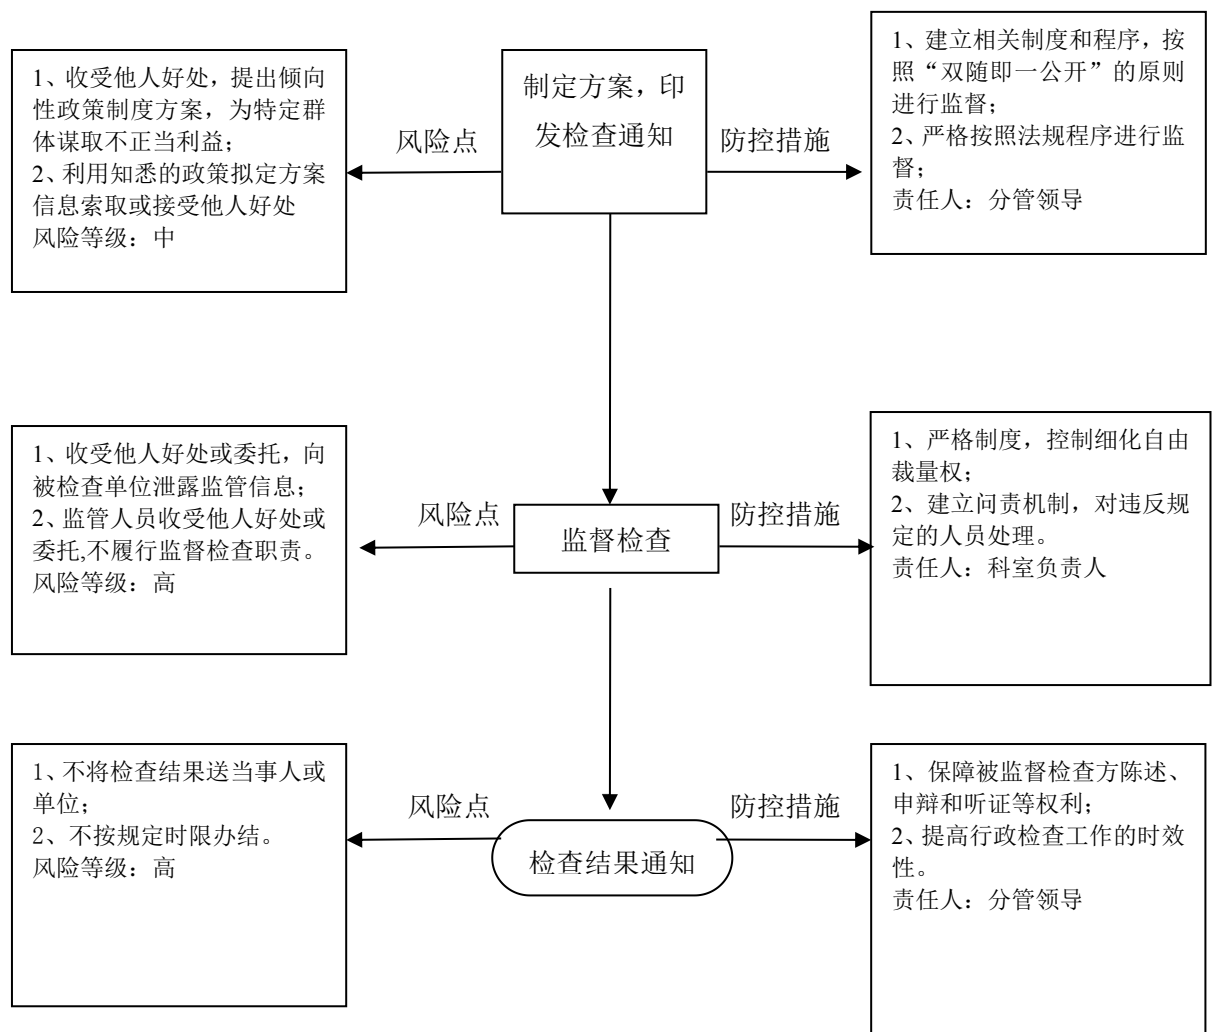 1、收受他人好处，提出倾向
性政策制度方案，为特定群
体谋取不正当利益；
2、利用知悉的政策拟定方案
信息索取或接受他人好处
风险等级：中
风险点
制定方案，印
发检查通知
防控措施
1、建立相关制度和程序，按
照“双随即一公开”的原则
进行监督；
2、严格按照法规程序进行监
督；
责任人：分管领导
1、收受他人好处或委托，向
被检查单位泄露监管信息；
2、监管人员收受他人好处或
委托,不履行监督检查职责。
风险等级：高
风险点
监督检查
防控措施
1、严格制度，控制细化自由
裁量权；
2、建立问责机制，对违反规
定的人员处理。
责任人：科室负责人
1、不将检查结果送当事人或
单位；
2、不按规定时限办结。
风险等级：高
风险点
检查结果通知
防控措施
1、保障被监督检查方陈述、
申辩和听证等权利；
2、提高行政检查工作的时效
性。
责任人：分管领导